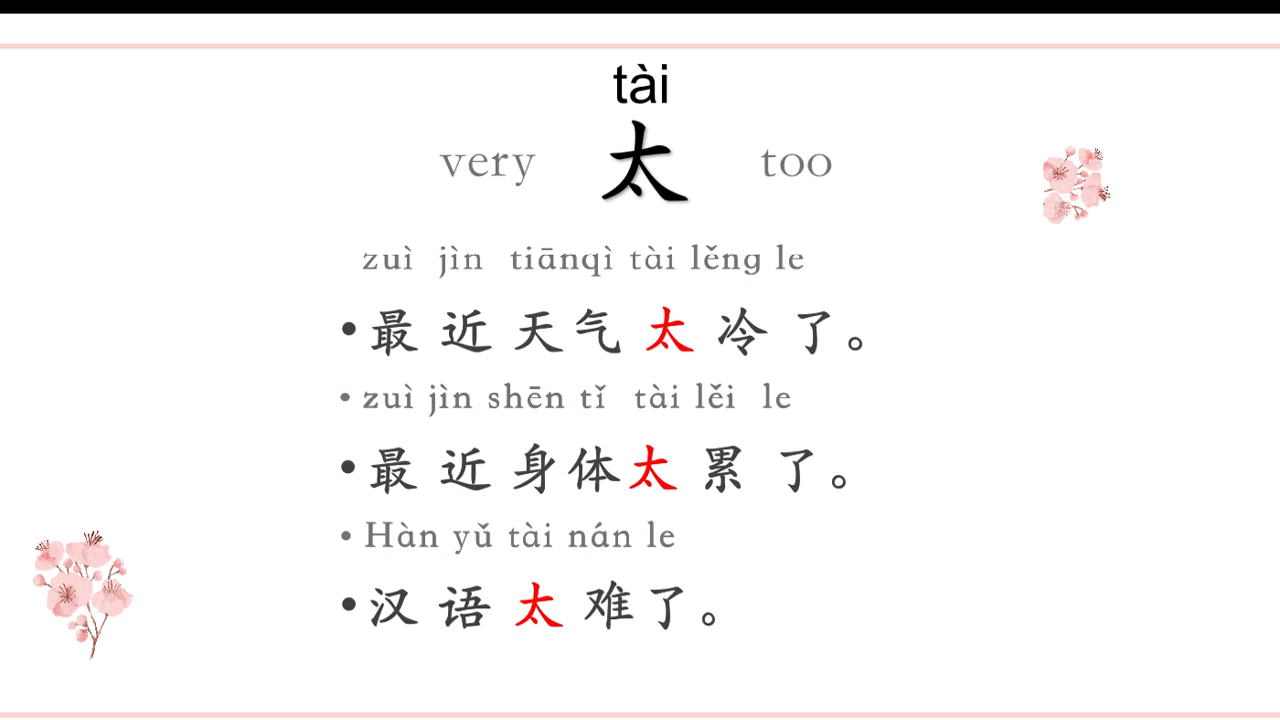 tài
very 太 too
zuì jìn tiānqì tài lěng le
• 最近天气太冷了。
• zuì jìn shēn tǐ tài lěi le
• 最近身体太累了。
• Hàn yǔ tài nán le
• 汉语太难了。